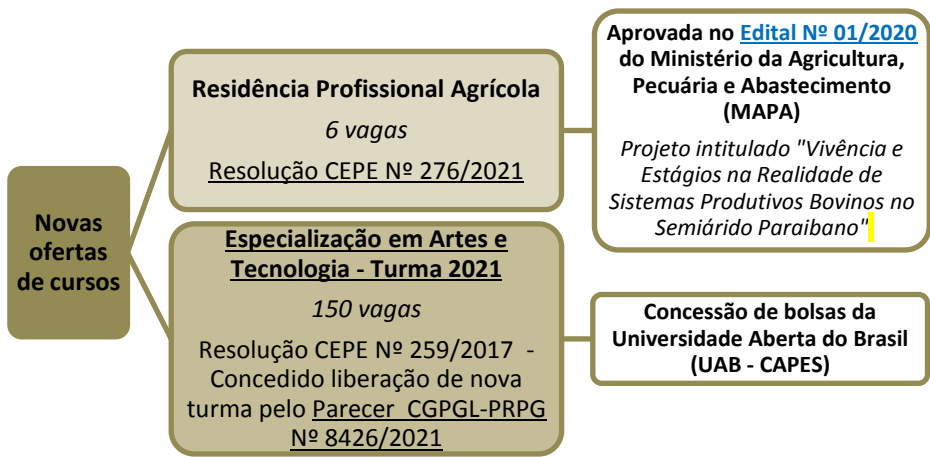 Novas
ofertas
de cursos
Residência Profissional Agrícola
6 vagas
Resolução CEPE Nº 276/2021
Aprovada no Edital Nº 01/2020
do Ministério da Agricultura,
Pecuária e Abastecimento
(MAPA)
Projeto intitulado "Vivência e
Estágios na Realidade de
Sistemas Produtivos Bovinos no
Semiárido Paraibano"
Especialização em Artes e
Tecnologia - Turma 2021
150 vagas
Resolução CEPE Nº 259/2017 -
Concedido liberação de nova
turma pelo Parecer CGPGL-PRPG
Nº 8426/2021
Concessão de bolsas da
Universidade Aberta do Brasil
(UAB - CAPES)